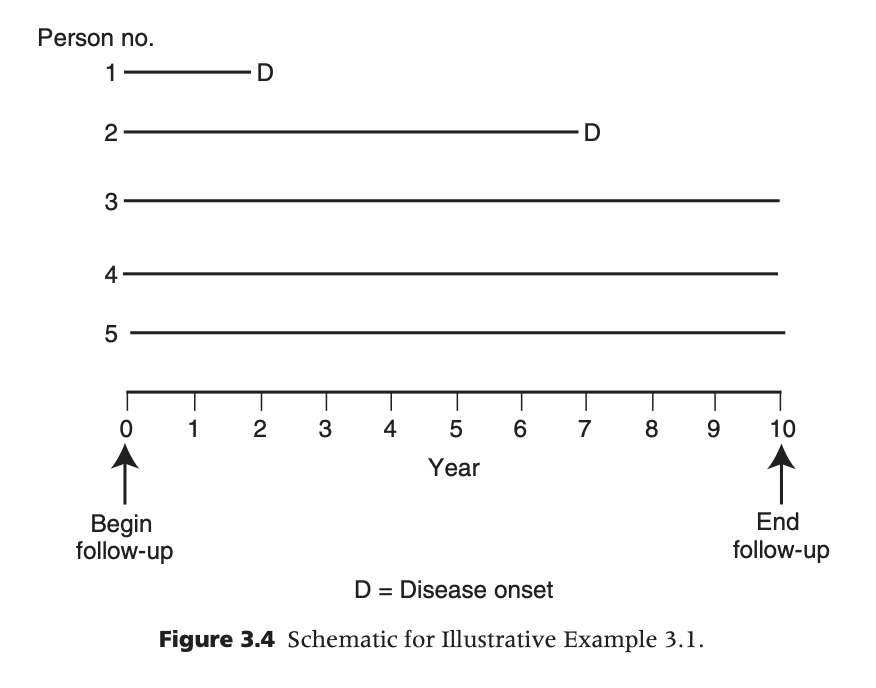 Person no.
1 D
2 D
3
4
5
0 1 2 3 4 5 6 7 8 9 10
Year
Begin
follow-up
End
follow-up
D = Disease onset
Figure 3.4 Schematic for Illustrative Example 3.1.